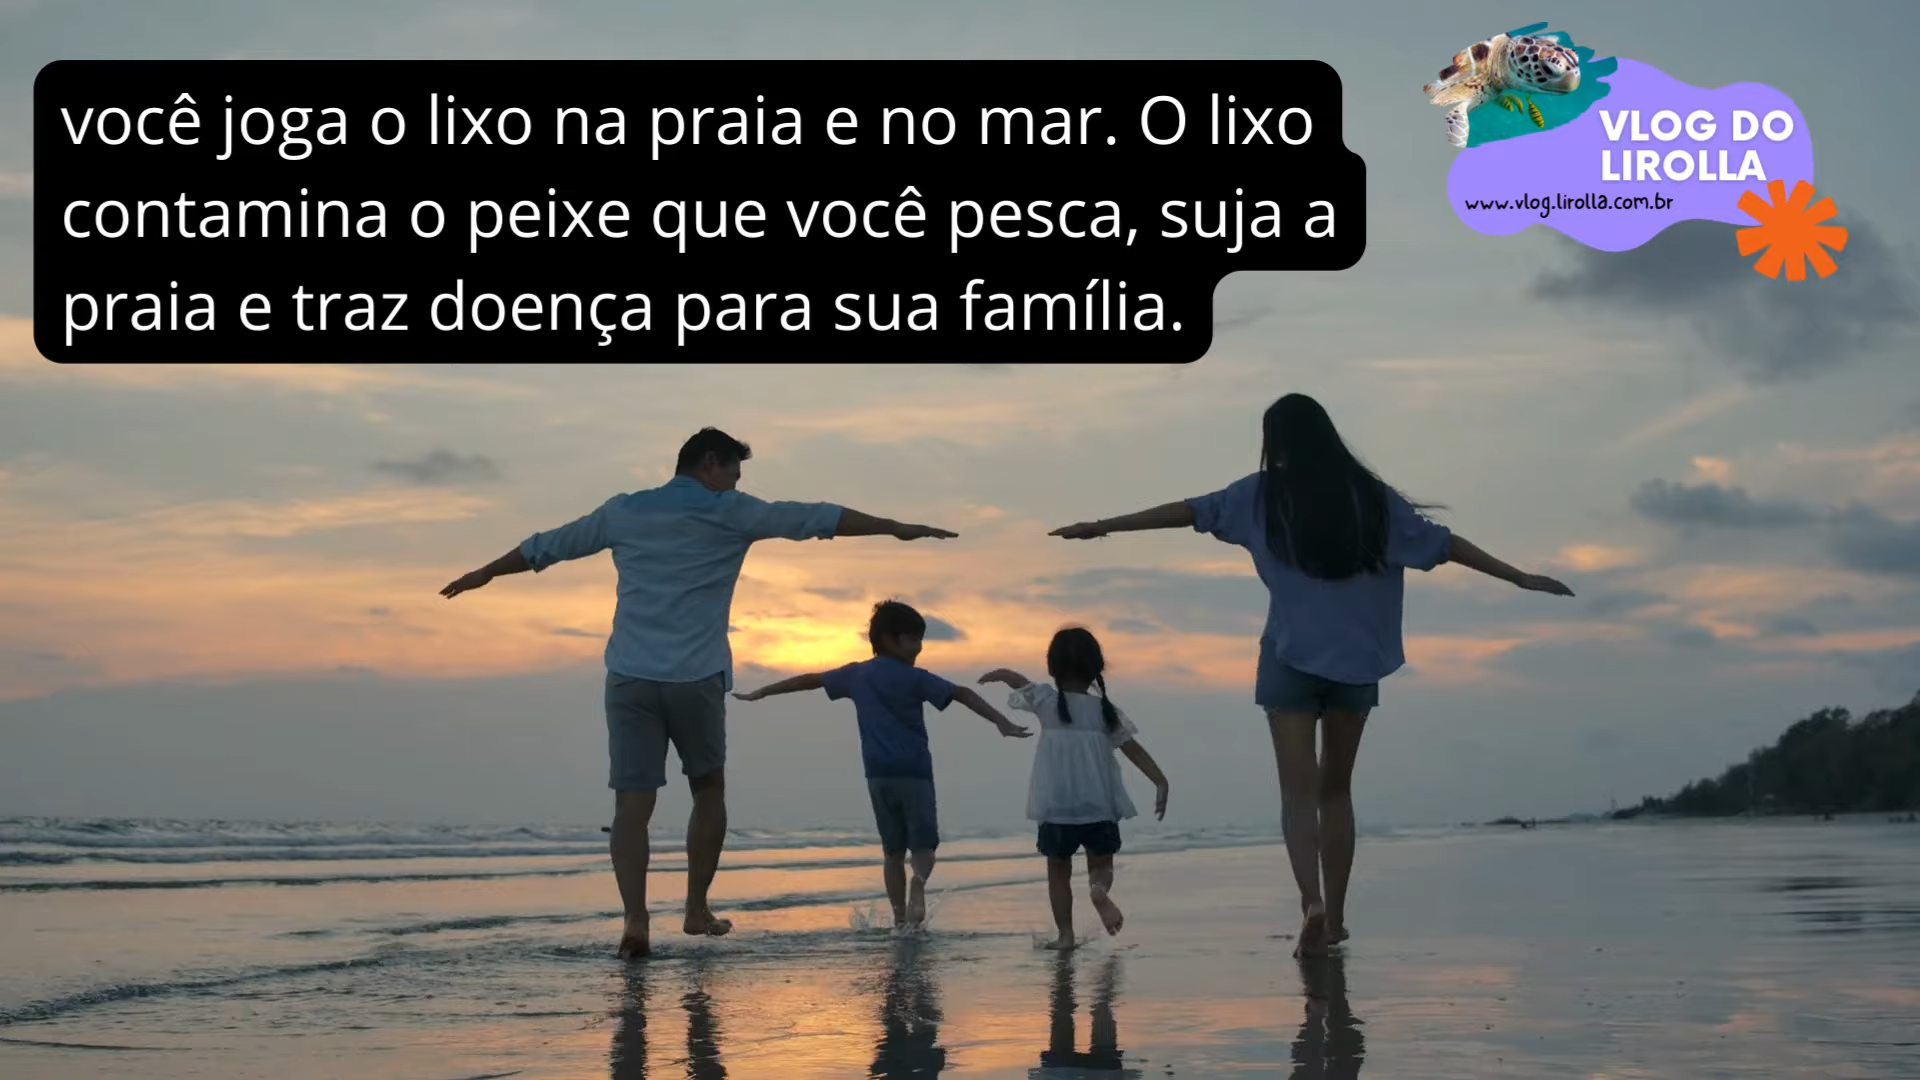 você joga o lixo na praia e no mar. O lixo
contamina o peixe que você pesca, suja a
praia e traz doença para sua família.
VLOG DO
LIROLLA
www.vlog.lirolla.com.br